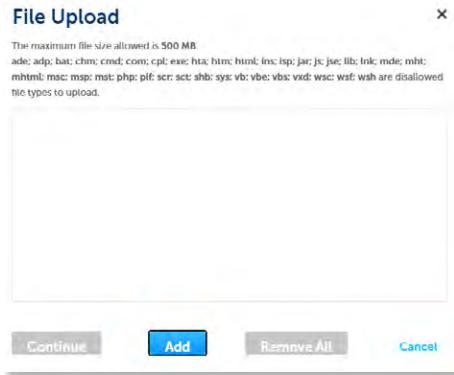 File Upload
×
The maximum file size allowed is 500 MB
ade; adp; bat; chm; cmd; com; cpl; exe; hta; htm; html; ins; isp; jar; js; jse; lib; lnk; mde; mht;
mhtml; msc; msp; mst; php; pif; scr; sct; shb; sys; vb; vbe; vbs; vxd; wsc; wsf; wsh are disallowed
file types to upload.
Continue
Add
Remove All
Cancel